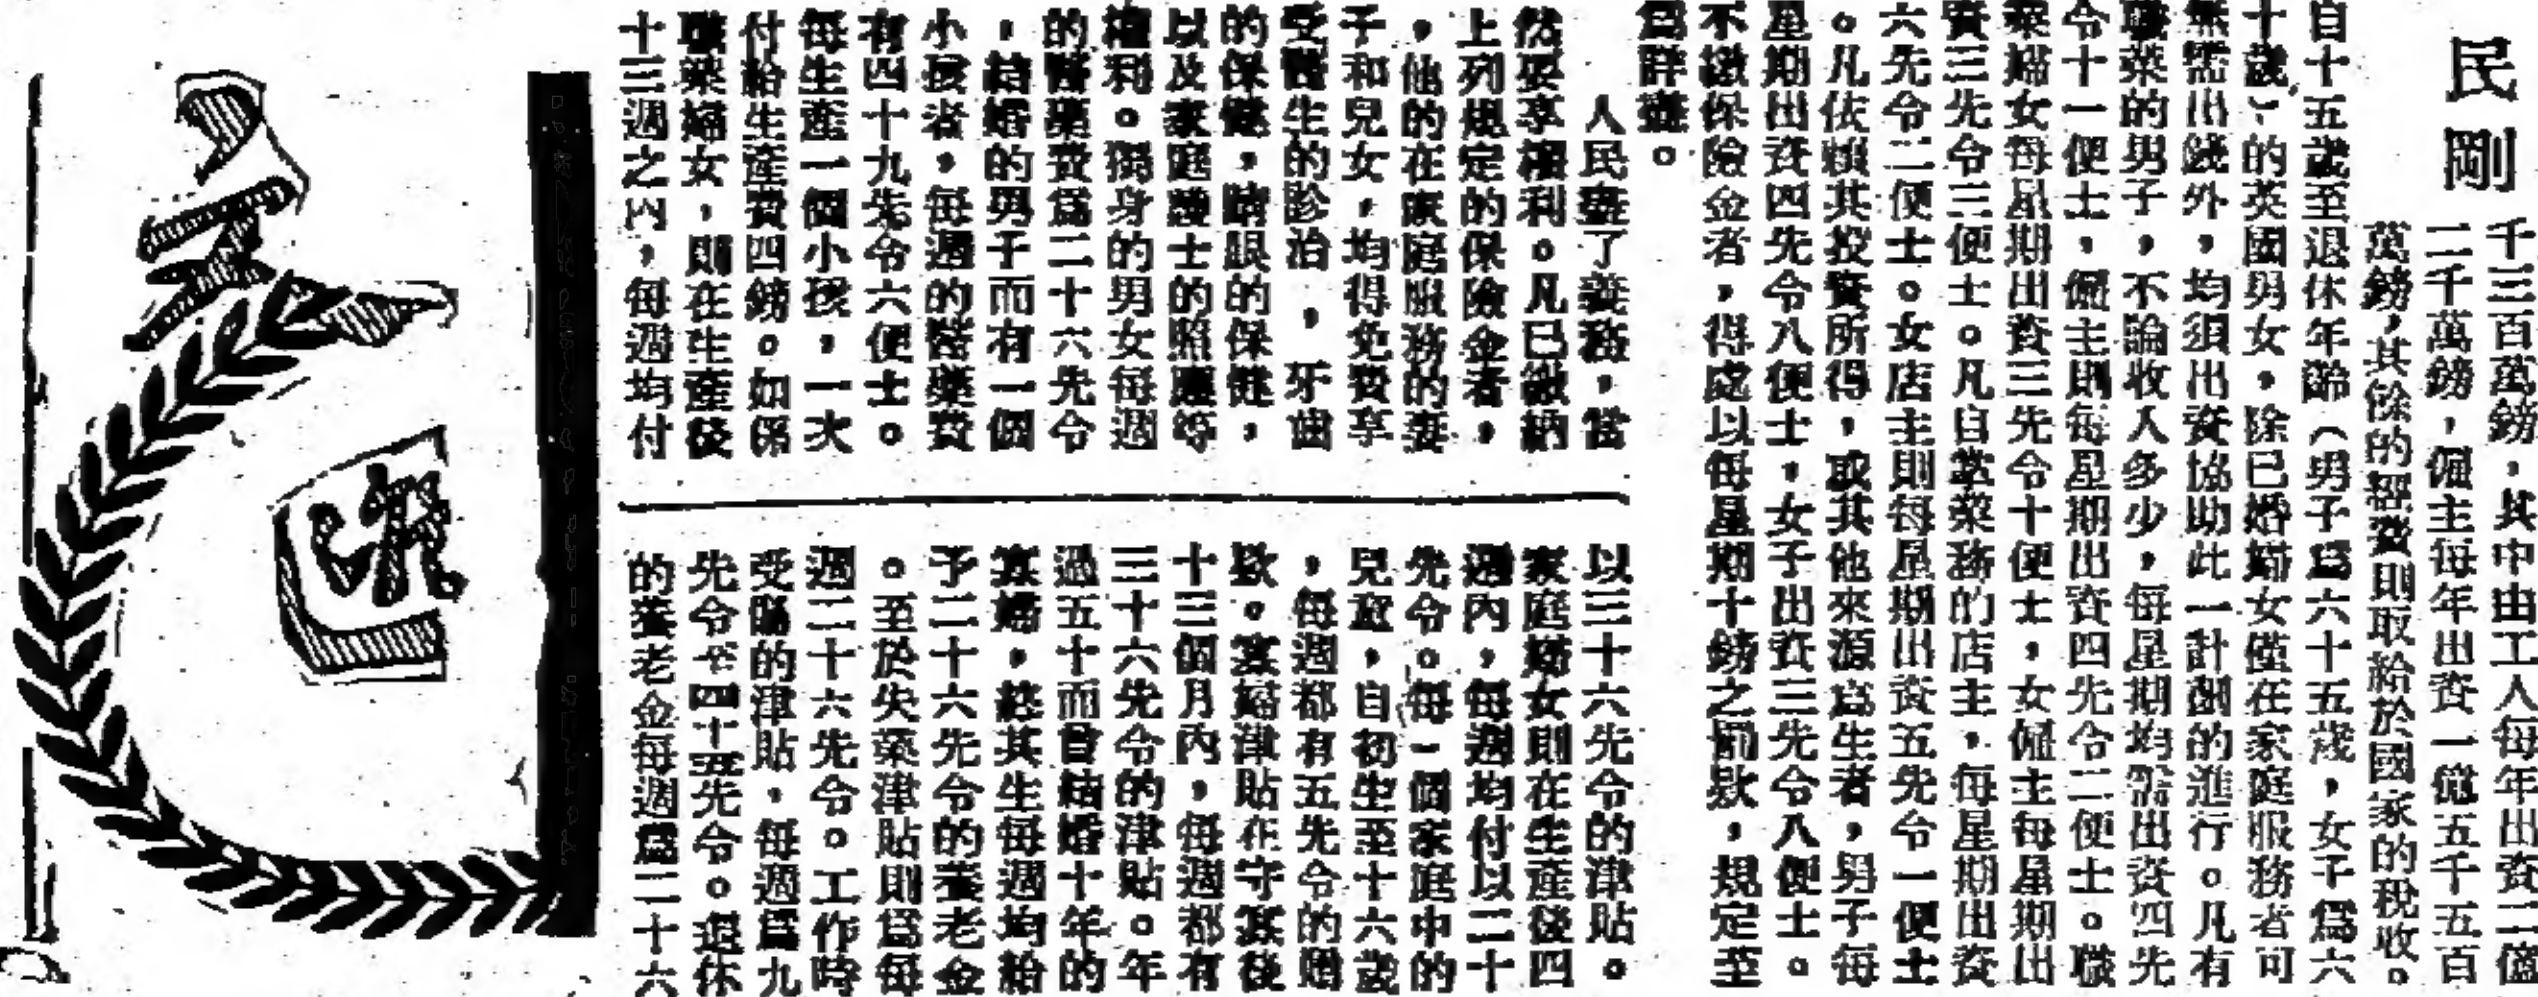 民剛
千三百萬鎊，其中由工人每年出資二億
二千萬鎊，僱主每年出資一億五千五百
萬鎊，其餘的經費則取給於國家的稅收。
自十五歲至退休年齡（男子爲六十五歲，女子爲六
十歲）的英國男女，除已婚婦女僅在家庭服務者可
無需出錢外，均須出資協助此一計劃的進行。凡有
職業的男子，不論收入多少，每星期均需出資四先
令十一便士，僱主則每星期出資四先令二便士。職
業婦女每星期出資三先令十便士，女僱主每星期出
資三先令三便士。凡自掌業務的店主，每星期出資
六先令二便士。女店主則每星期出資五先令一便士
。凡依賴其投資所得，或其他來源爲生者，男子每
星期出資四先令八便士，女子出資三先令八便士。
不繳保險金者，得處以每星期十鎊之罰款，規定至
爲詳盡。
人民盡了義務，當
然要享權利。凡已繳納
上列規定的保險金者，
，他的在家庭服務的妻
子和兒女，均得免費享
受醫生的診治，牙齒
的保健，睛眼的保健，
以及家庭護士的照應等
權利。獨身的男女每週
的醫藥費爲二十六先令
，結婚的男子而有一個
小孩者，每週的醫藥費
有四十九先令六便士。
每生產一個小孩，一次
付給生產費四鎊。如係
職業婦女，則在生產後
十三週之內，每週均付
以三十六先令的津貼。
家庭婦女則在生產後四
週內，每週均付以二十
先令。每一個家庭中的
兒童，自初生至十六歲
，每週都有五先令的贈
款。寡婦津貼在守寡後
十三個月內，每週都有
三十六先令的津貼。年
過五十而曾結婚十年的
寡婦，終其生每週均給
予二十六先令的養老金
。至於失業津貼則爲每
週二十六先令。工作時
受傷的津貼，每週爲九
先令至四十五先令。退休
的養老金每週爲二十六